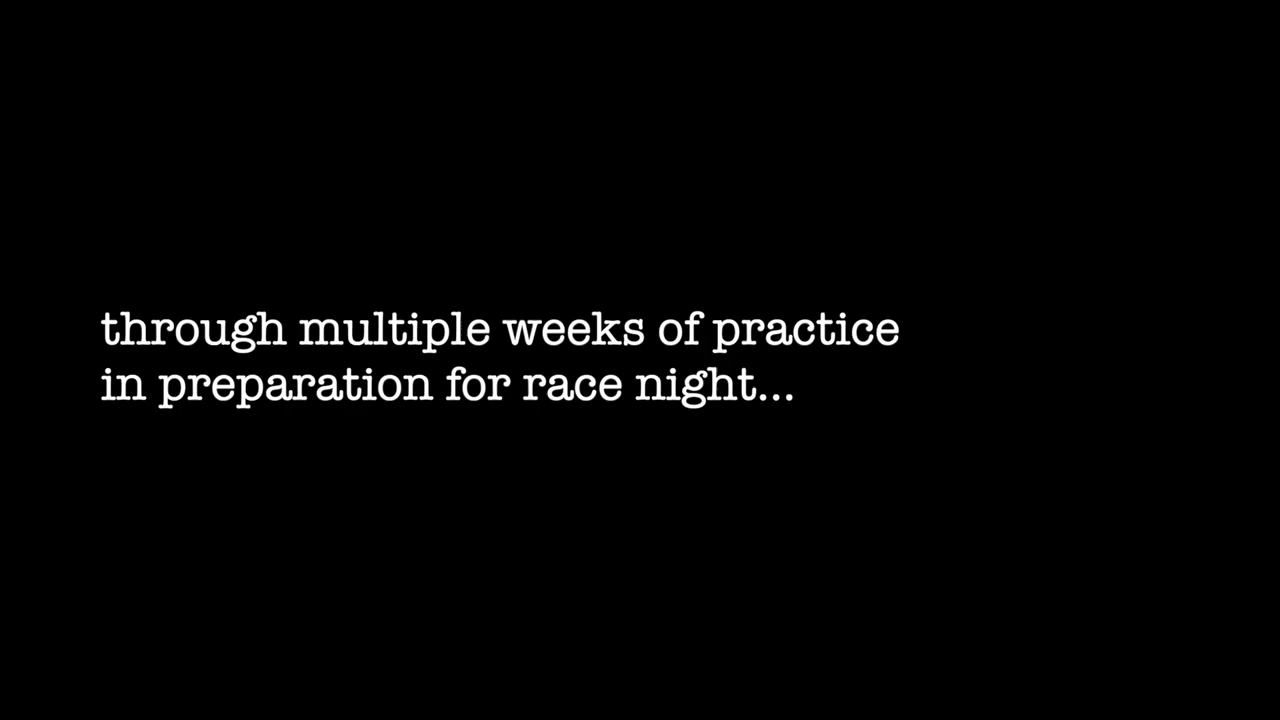 through multiple weeks of practice
in preparation for race night...